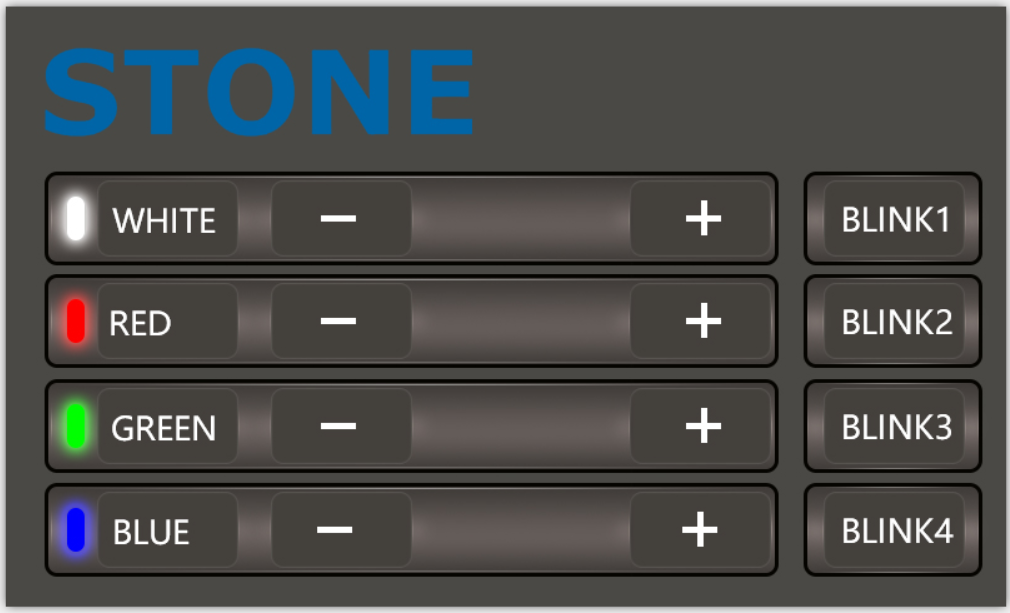 STONE
WHITE − + BLINK1
RED − + BLINK2
GREEN − + BLINK3
BLUE − + BLINK4